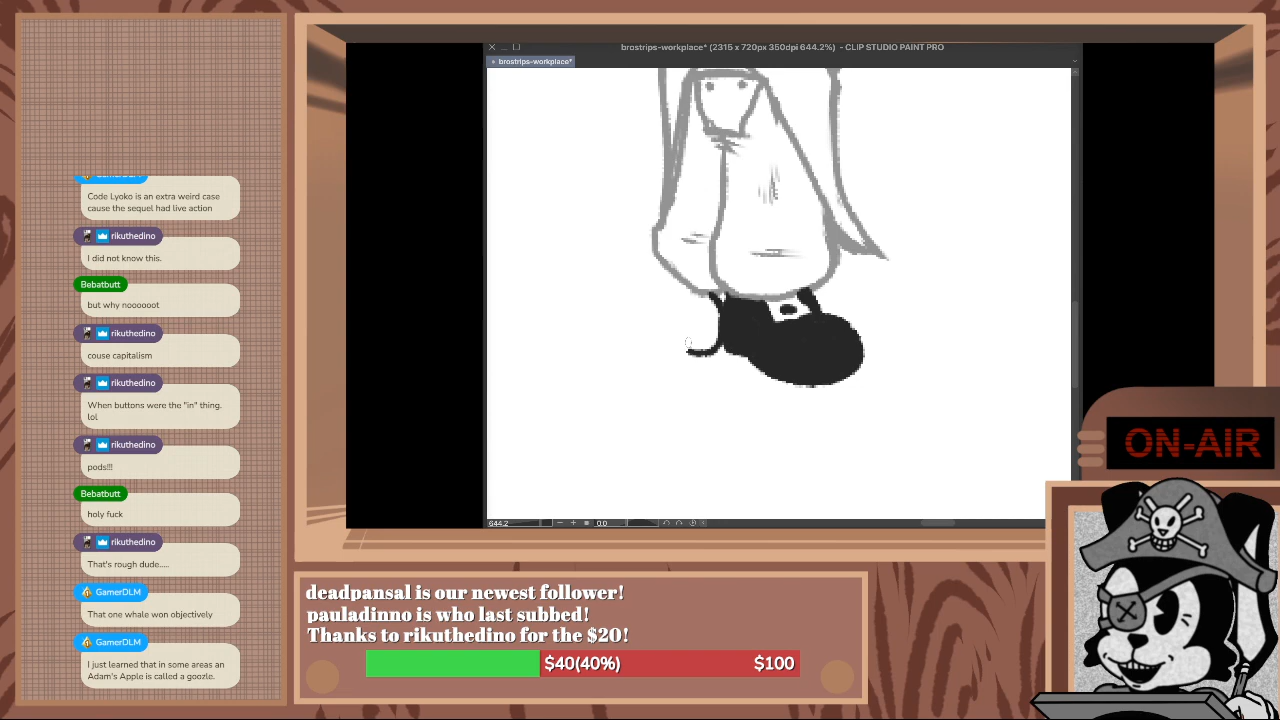 brostrips-workplace* (2315 x 720px 350dpi 644.2%) - CLIP STUDIO PAINT PRO
brostrips-workplace*
Code Lyoko is an extra weird case
cause the sequel had live action
rikuthedino
I did not know this.
Bebatbutt
but why noooooot
rikuthedino
couse capitalism
rikuthedino
When buttons were the "in" thing.
lol
rikuthedino
pods!!!
Bebatbutt
holy fuck
rikuthedino
That's rough dude.....
GamerDLM
That one whale won objectively
GamerDLM
I just learned that in some areas an
Adam's Apple is called a goozle.
644.2
0.0
ON-AIR
deadpansal is our newest follower!
pauladinno is who last subbed!
Thanks to rikuthedino for the $20!
$40(40%)
$100